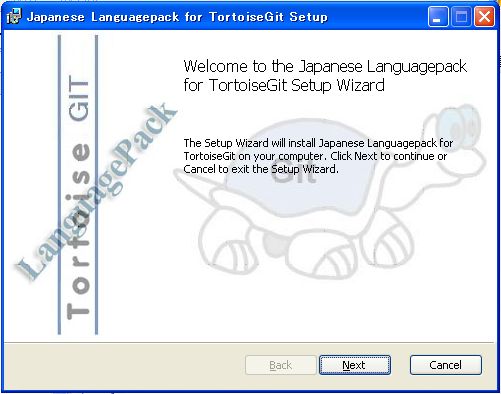 Japanese Languagepack for TortoiseGit Setup
Welcome to the Japanese Languagepack
for TortoiseGit Setup Wizard
The Setup Wizard will install Japanese Languagepack for
TortoiseGit on your computer. Click Next to continue or
Cancel to exit the Setup Wizard.
Tortoise GIT
LanguagePack
Git
Back
Next
Cancel